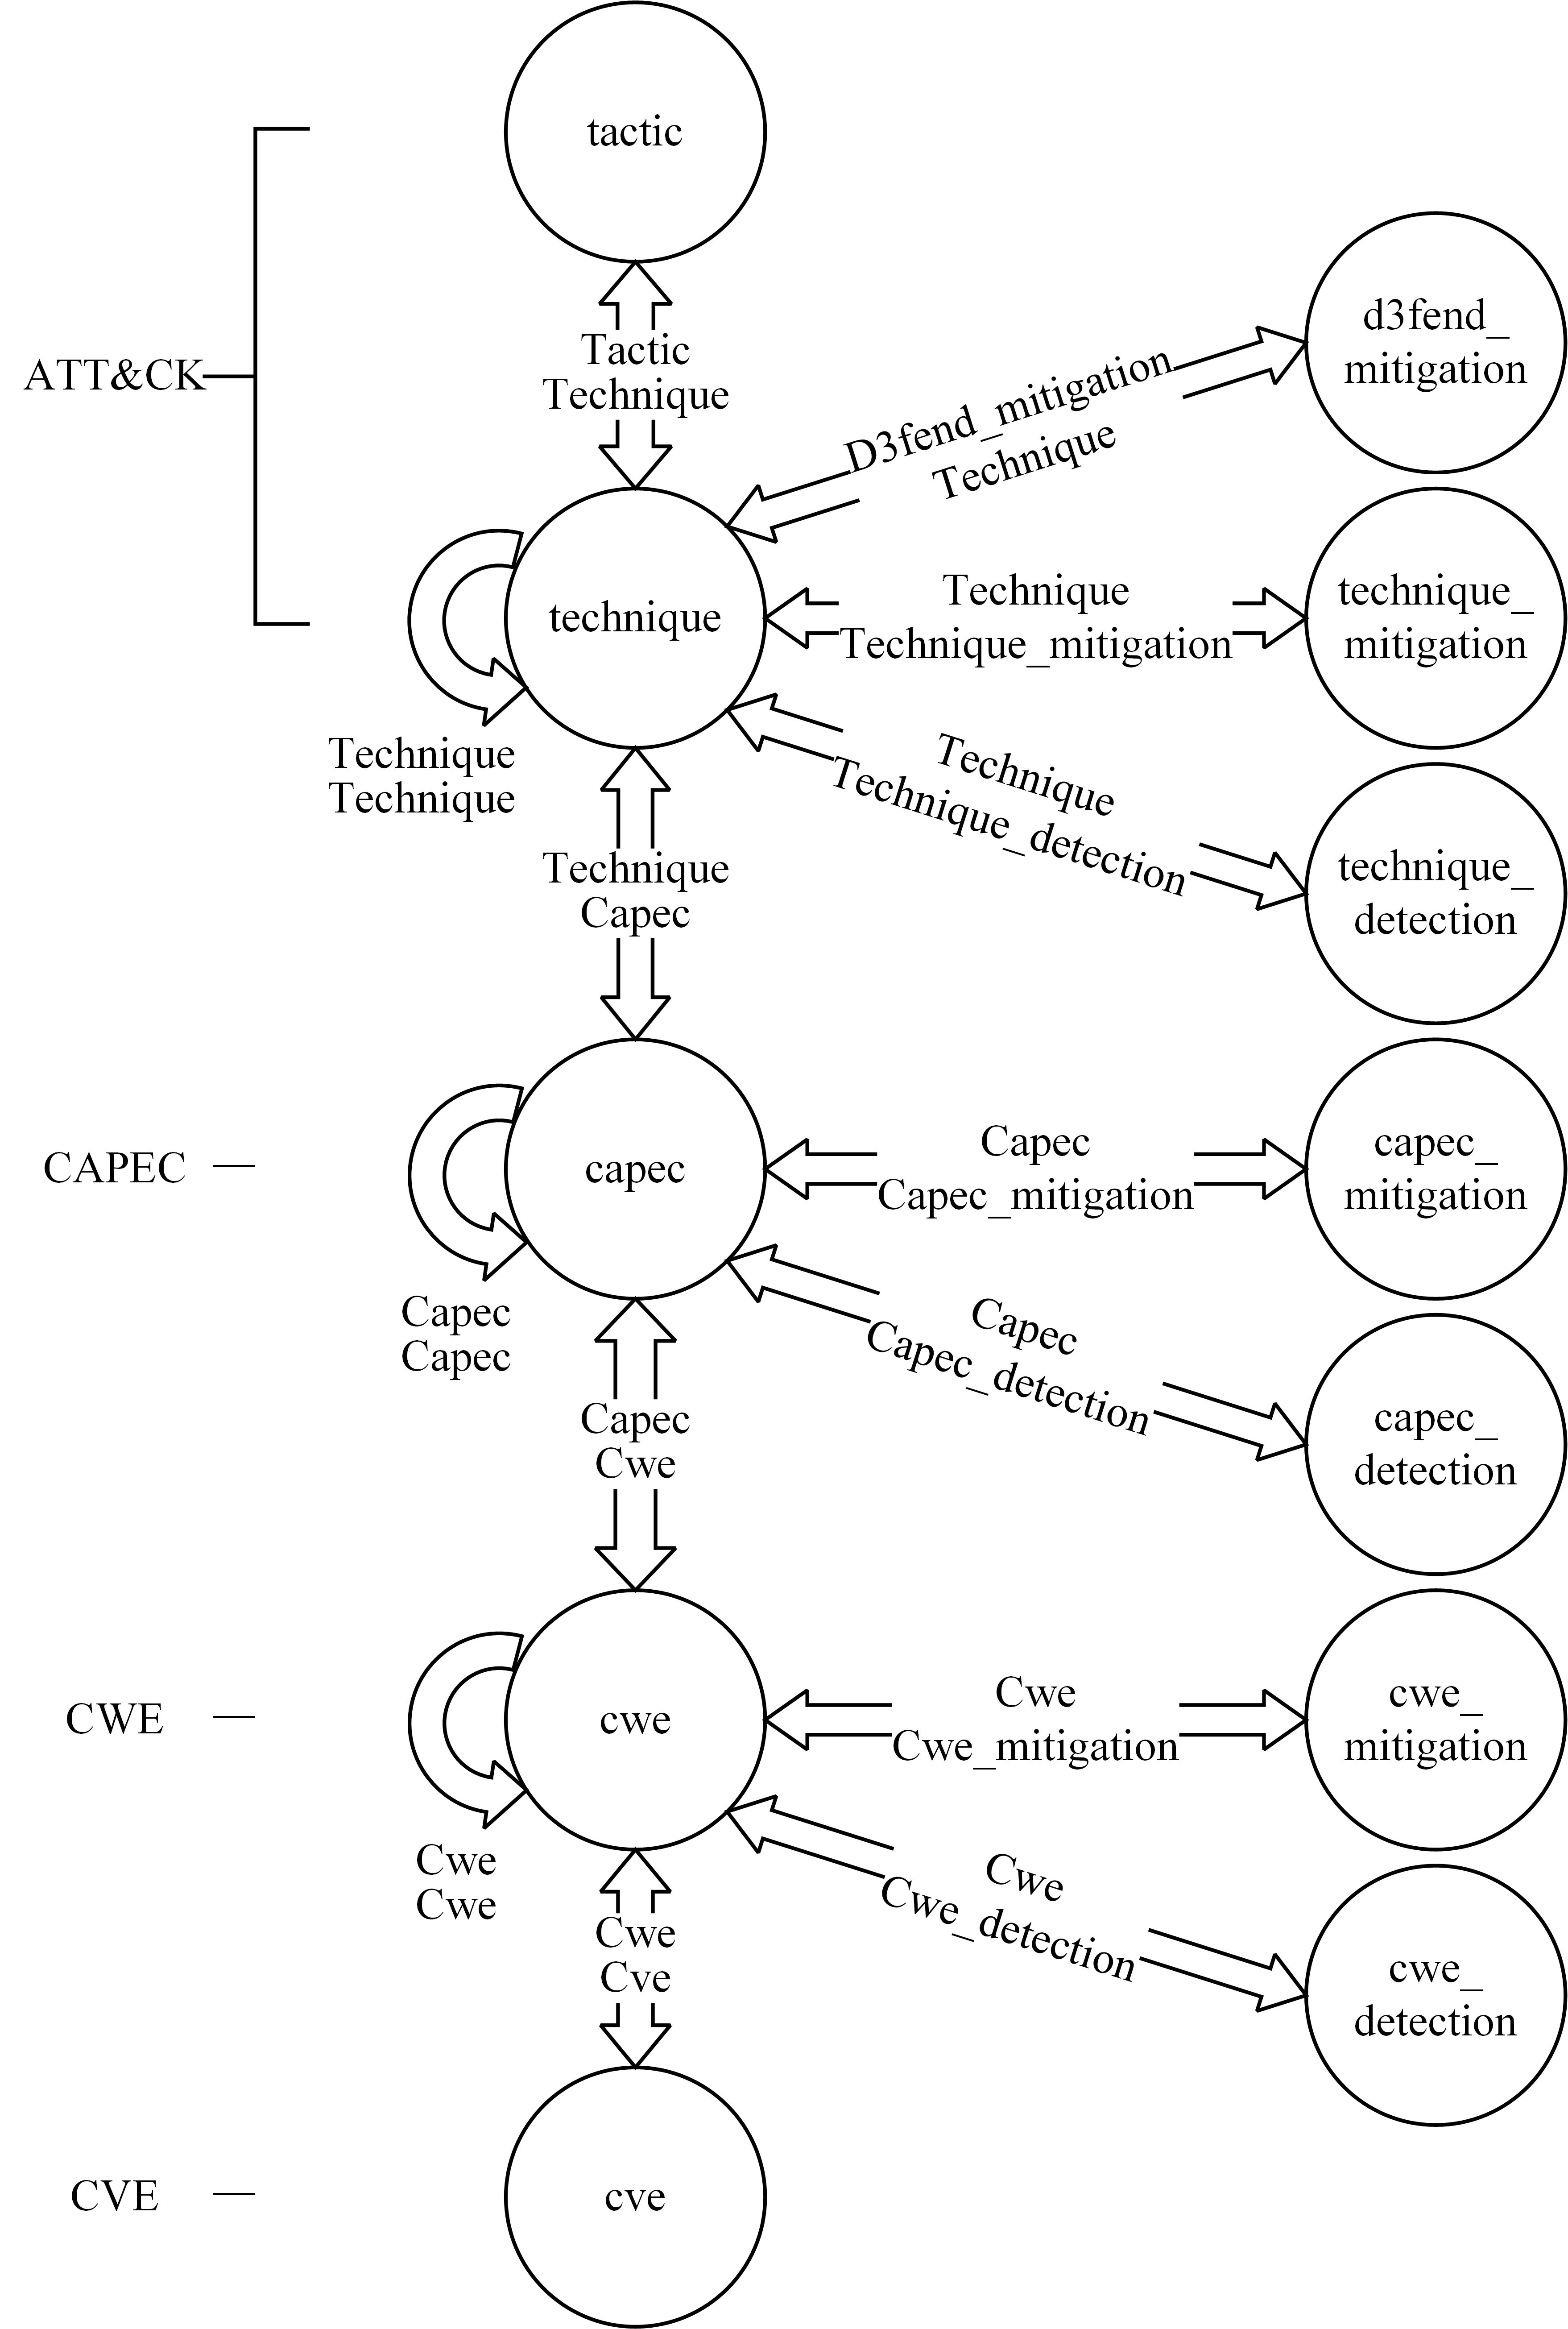 tactic
ATT&CK
Tactic
Technique
d3fend_
mitigation
D3fend_mitigation
Technique
technique
Technique
Technique_mitigation
technique_
mitigation
Technique
Technique
Technique
Technique_detection
technique_
detection
Technique
Capec
CAPEC
capec
Capec
Capec_mitigation
capec_
mitigation
Capec
Capec
Capec
Capec_detection
capec_
detection
Capec
Cwe
CWE
cwe
Cwe
Cwe_mitigation
cwe_
mitigation
Cwe
Cwe
Cwe
Cwe_detection
cwe_
detection
Cwe
Cve
CVE
cve